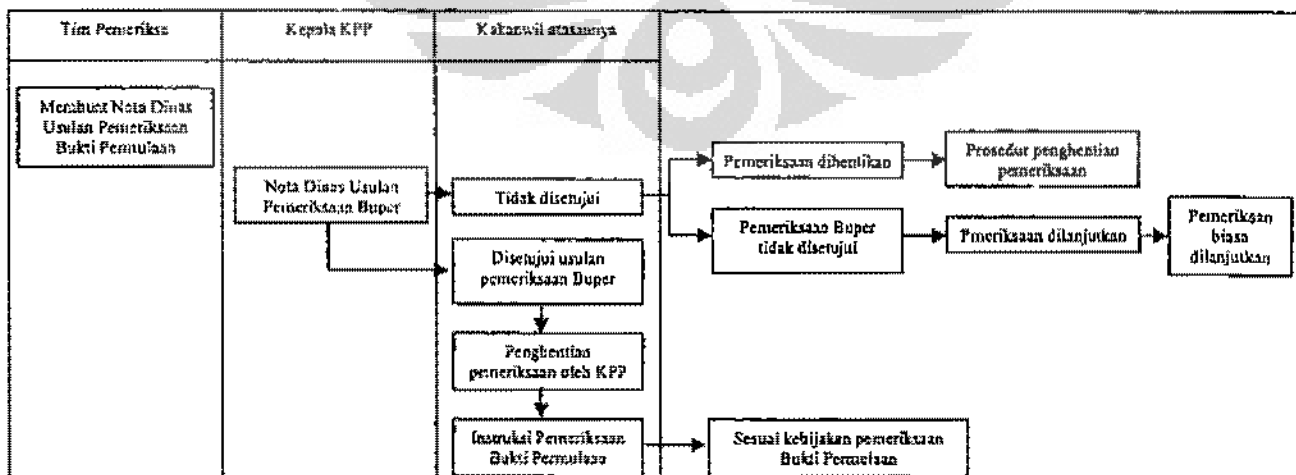 Tim Pemeriksa
Kepala KPP
Kakanwil atasannya
Membuat Nota Dinas
Usulan Pemeriksaan
Bukti Permulaan
Nota Dinas Usulan
Pemeriksaan Buper
Tidak disetujui
Pemeriksaan dihentikan
Prosedur penghentian
pemeriksaan
Pemeriksaan Buper
tidak disetujui
Pmeriksaan dilanjutkan
Pemeriksan
biasa
dilanjutkan
Disetujui usulan
pemeriksaan Buper
Penghentian
pemeriksaan oleh KPP
Instruksi Pemeriksaan
Bukti Permulaan
Sesuai kebijakan pemeriksaan
Bukti Permulaan